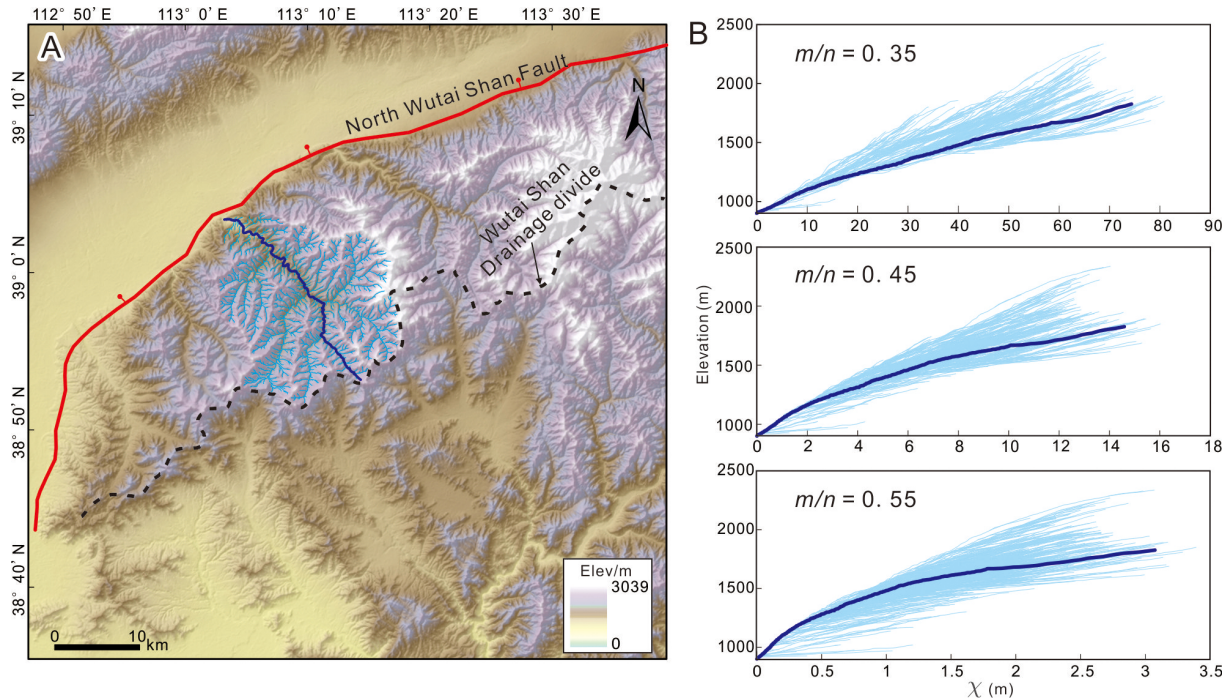 112° 50′ E
113° 0′ E
113° 10′ E
113° 20′ E
113° 30′ E
A
39° 10′ N
39° 0′ N
38° 50′ N
38° 40′ N
North Wutai Shan Fault
N
Wutai Shan
Drainage divide
0 10
km
Elev/m
3039
0
B
m/n = 0.35
2500
2000
1500
1000
0 10 20 30 40 50 60 70 80 90
m/n = 0.45
2500
2000
1500
1000
0 2 4 6 8 10 12 14 16 18
Elevation (m)
m/n = 0.55
2500
2000
1500
1000
0 0.5 1 1.5 2 2.5 3 3.5
χ (m)